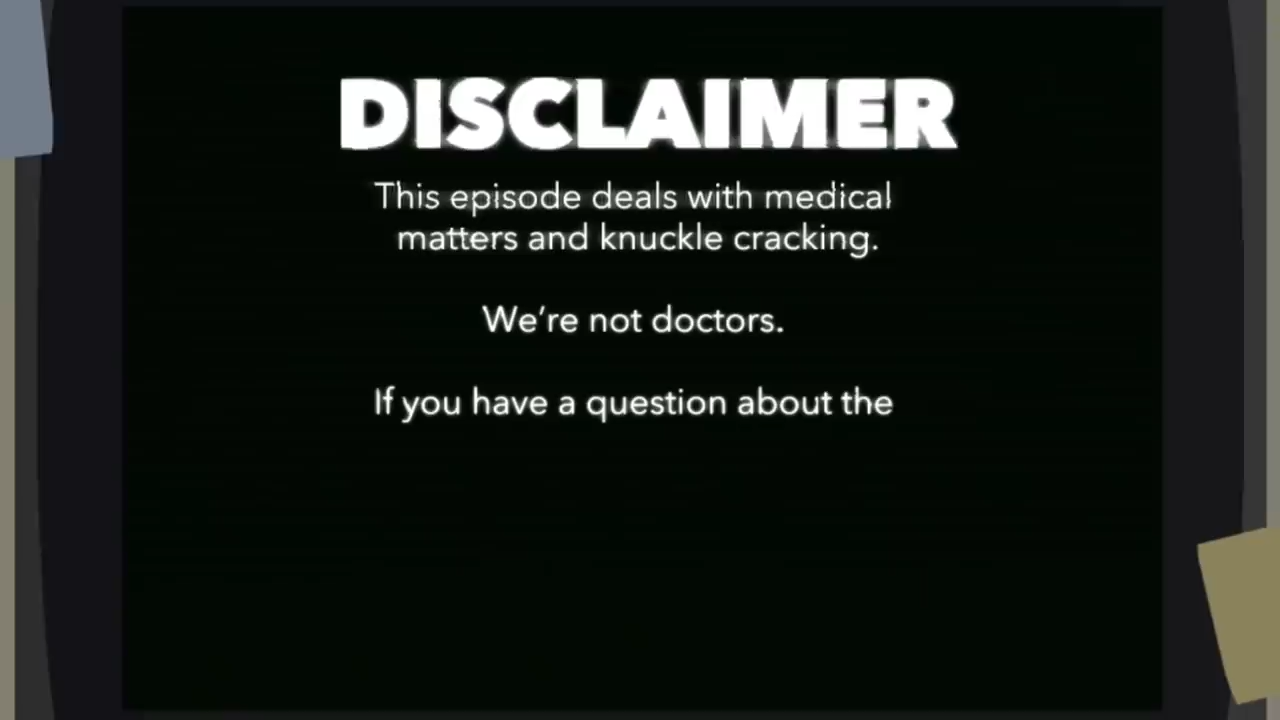 DISCLAIMER
This episode deals with medical
matters and knuckle cracking.
We're not doctors.
If you have a question about the